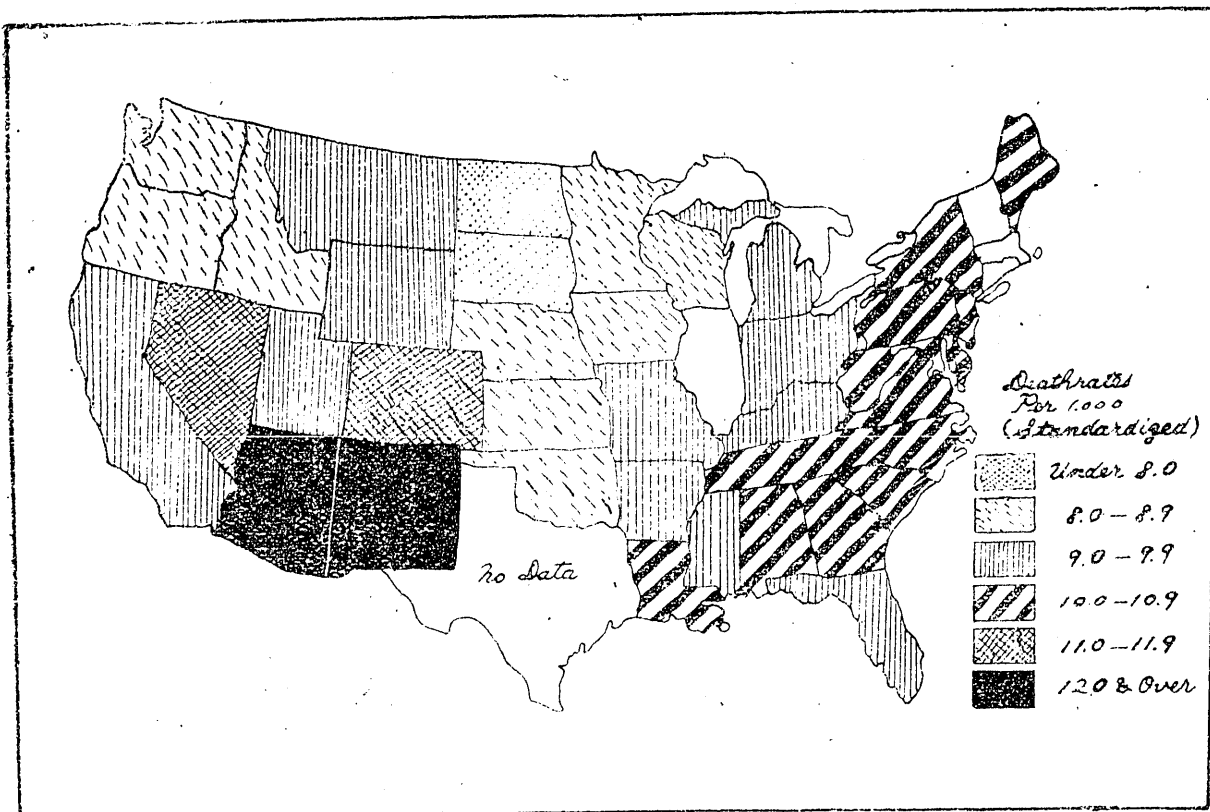 No Data
Deathrates
Per 1,000
(Standardized)
Under 8.0
8.0 – 8.9
9.0 – 9.9
10.0 – 10.9
11.0 – 11.9
12.0 & Over